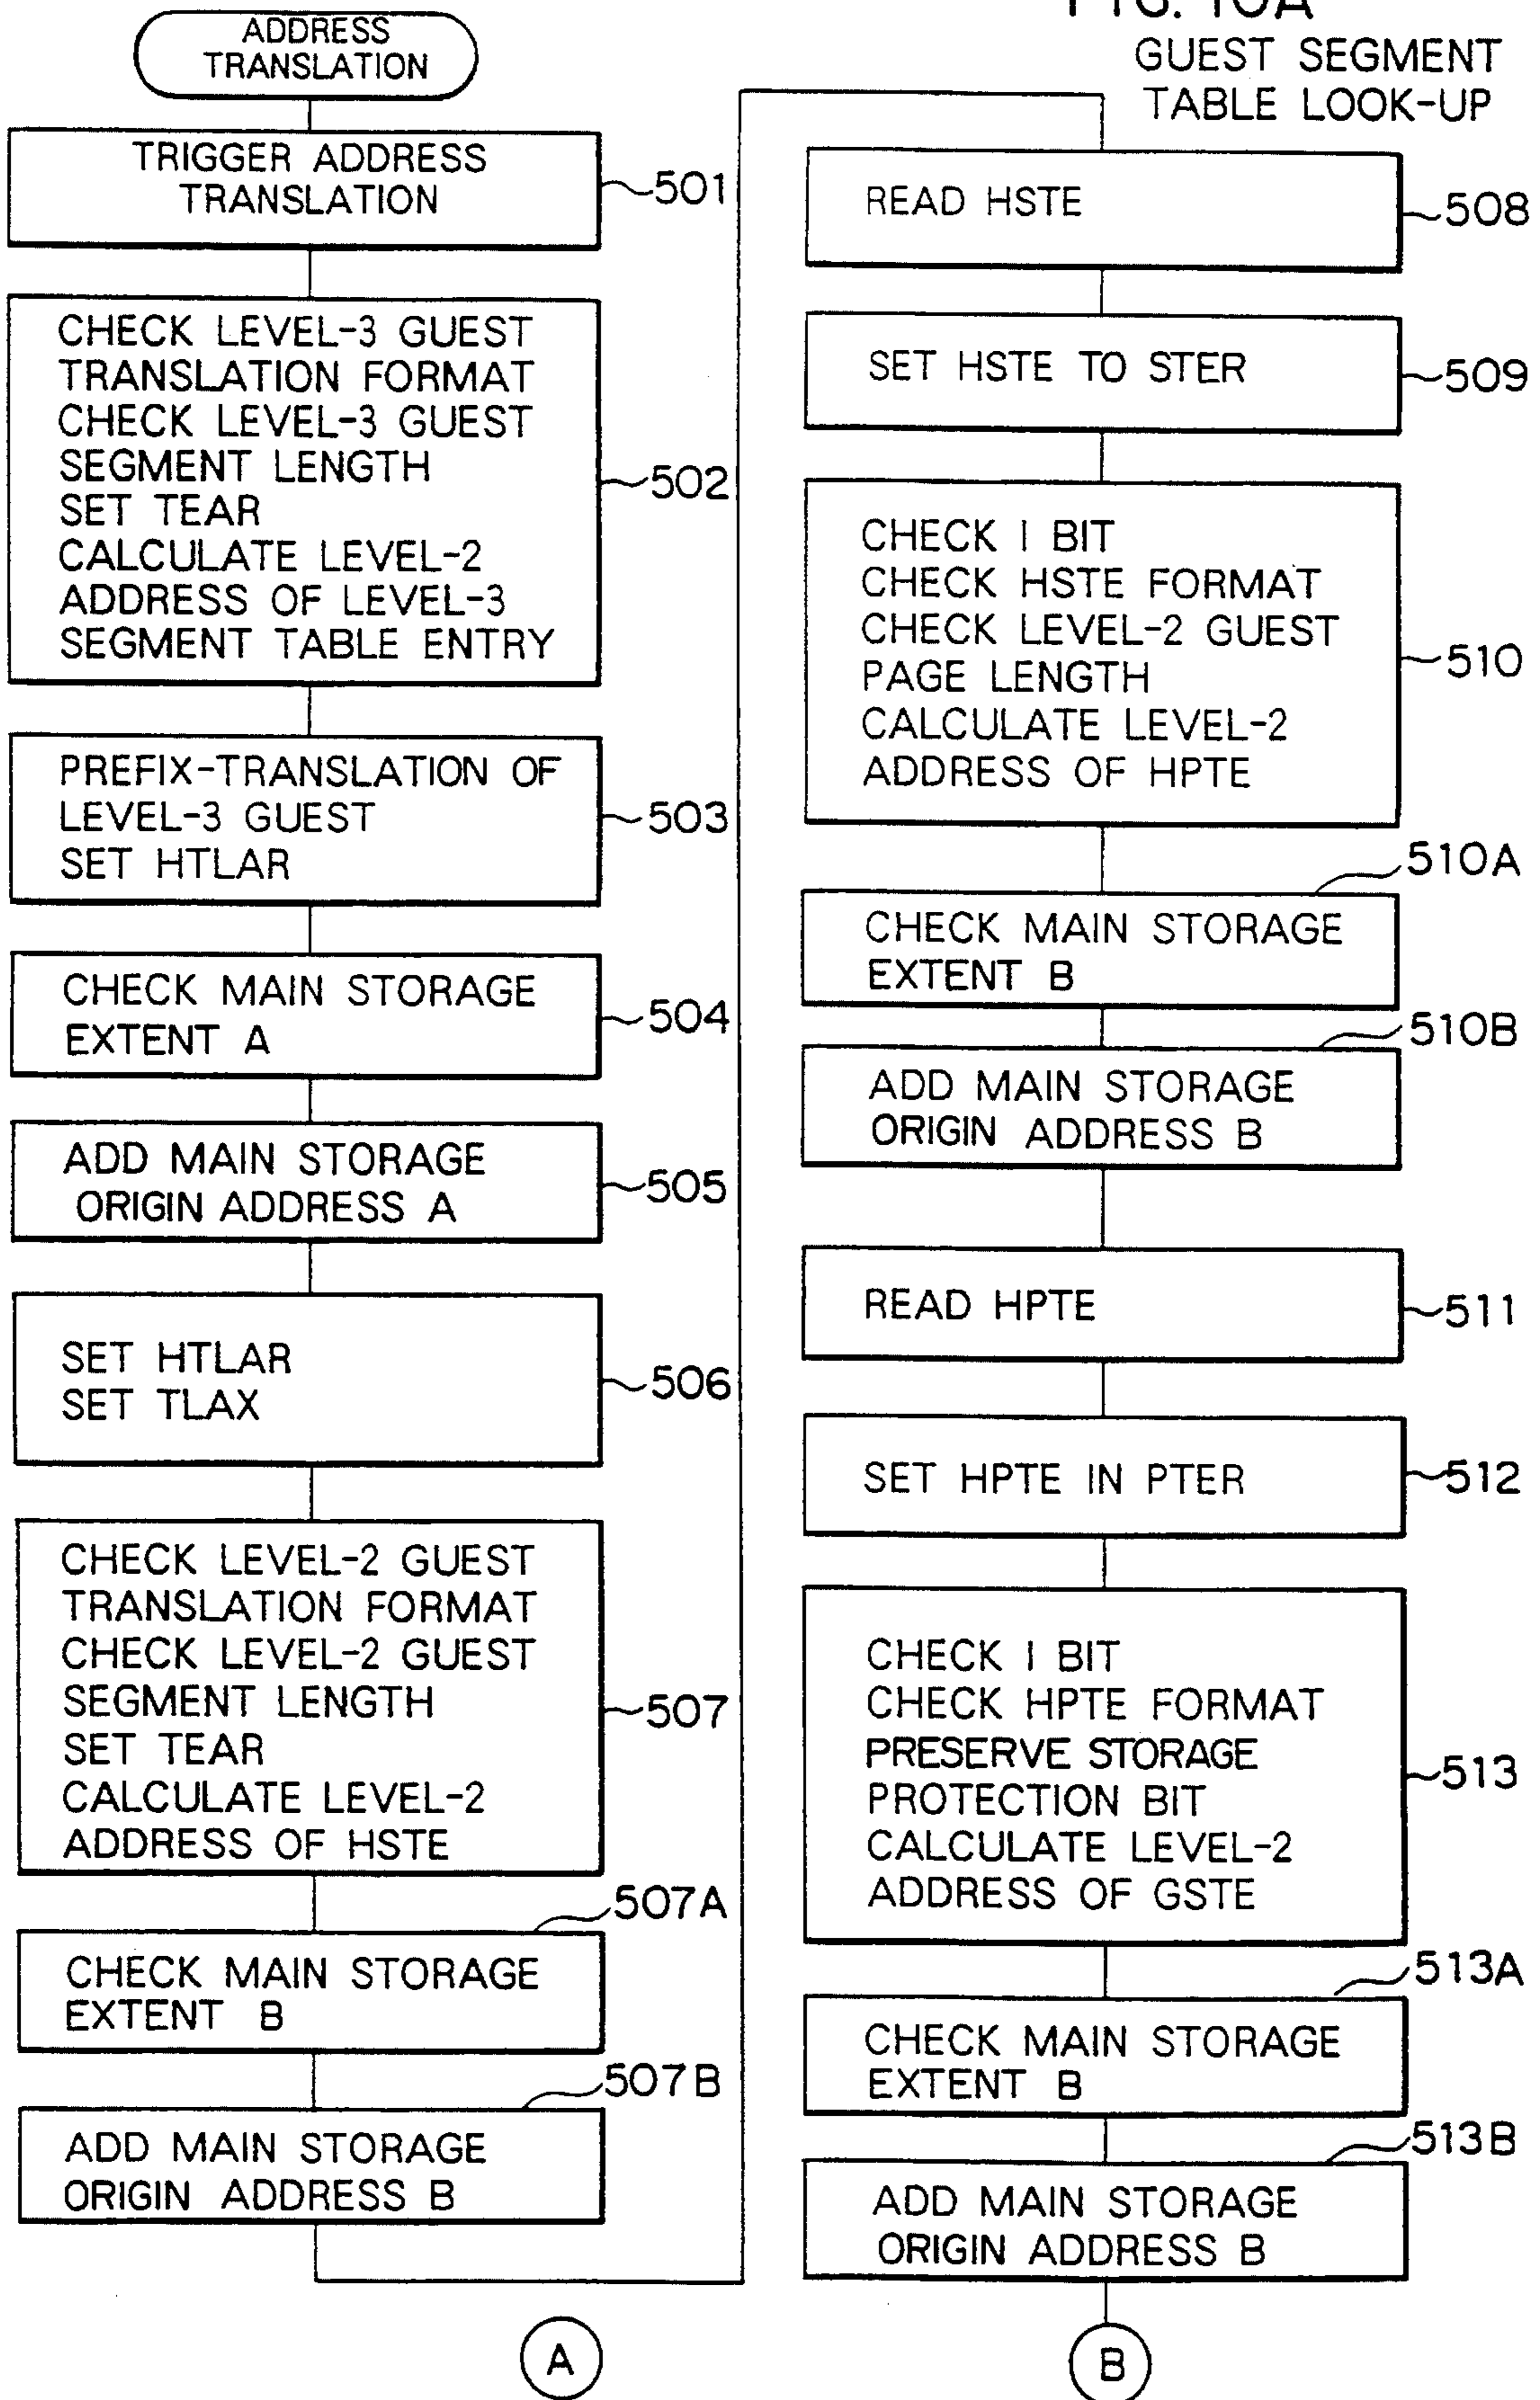 FIG. 10A
GUEST SEGMENT
TABLE LOOK-UP
ADDRESS
TRANSLATION
TRIGGER ADDRESS
TRANSLATION
501
CHECK LEVEL-3 GUEST
TRANSLATION FORMAT
CHECK LEVEL-3 GUEST
SEGMENT LENGTH
SET TEAR
CALCULATE LEVEL-2
ADDRESS OF LEVEL-3
SEGMENT TABLE ENTRY
502
PREFIX-TRANSLATION OF
LEVEL-3 GUEST
SET HTLAR
503
CHECK MAIN STORAGE
EXTENT A
504
ADD MAIN STORAGE
ORIGIN ADDRESS A
505
SET HTLAR
SET TLAX
506
CHECK LEVEL-2 GUEST
TRANSLATION FORMAT
CHECK LEVEL-2 GUEST
SEGMENT LENGTH
SET TEAR
CALCULATE LEVEL-2
ADDRESS OF HSTE
507
507A
CHECK MAIN STORAGE
EXTENT B
507B
ADD MAIN STORAGE
ORIGIN ADDRESS B
A
READ HSTE
508
SET HSTE TO STER
509
CHECK I BIT
CHECK HSTE FORMAT
CHECK LEVEL-2 GUEST
PAGE LENGTH
CALCULATE LEVEL-2
ADDRESS OF HPTE
510
510A
CHECK MAIN STORAGE
EXTENT B
510B
ADD MAIN STORAGE
ORIGIN ADDRESS B
READ HPTE
511
SET HPTE IN PTER
512
CHECK I BIT
CHECK HPTE FORMAT
PRESERVE STORAGE
PROTECTION BIT
CALCULATE LEVEL-2
ADDRESS OF GSTE
513
513A
CHECK MAIN STORAGE
EXTENT B
513B
ADD MAIN STORAGE
ORIGIN ADDRESS B
B